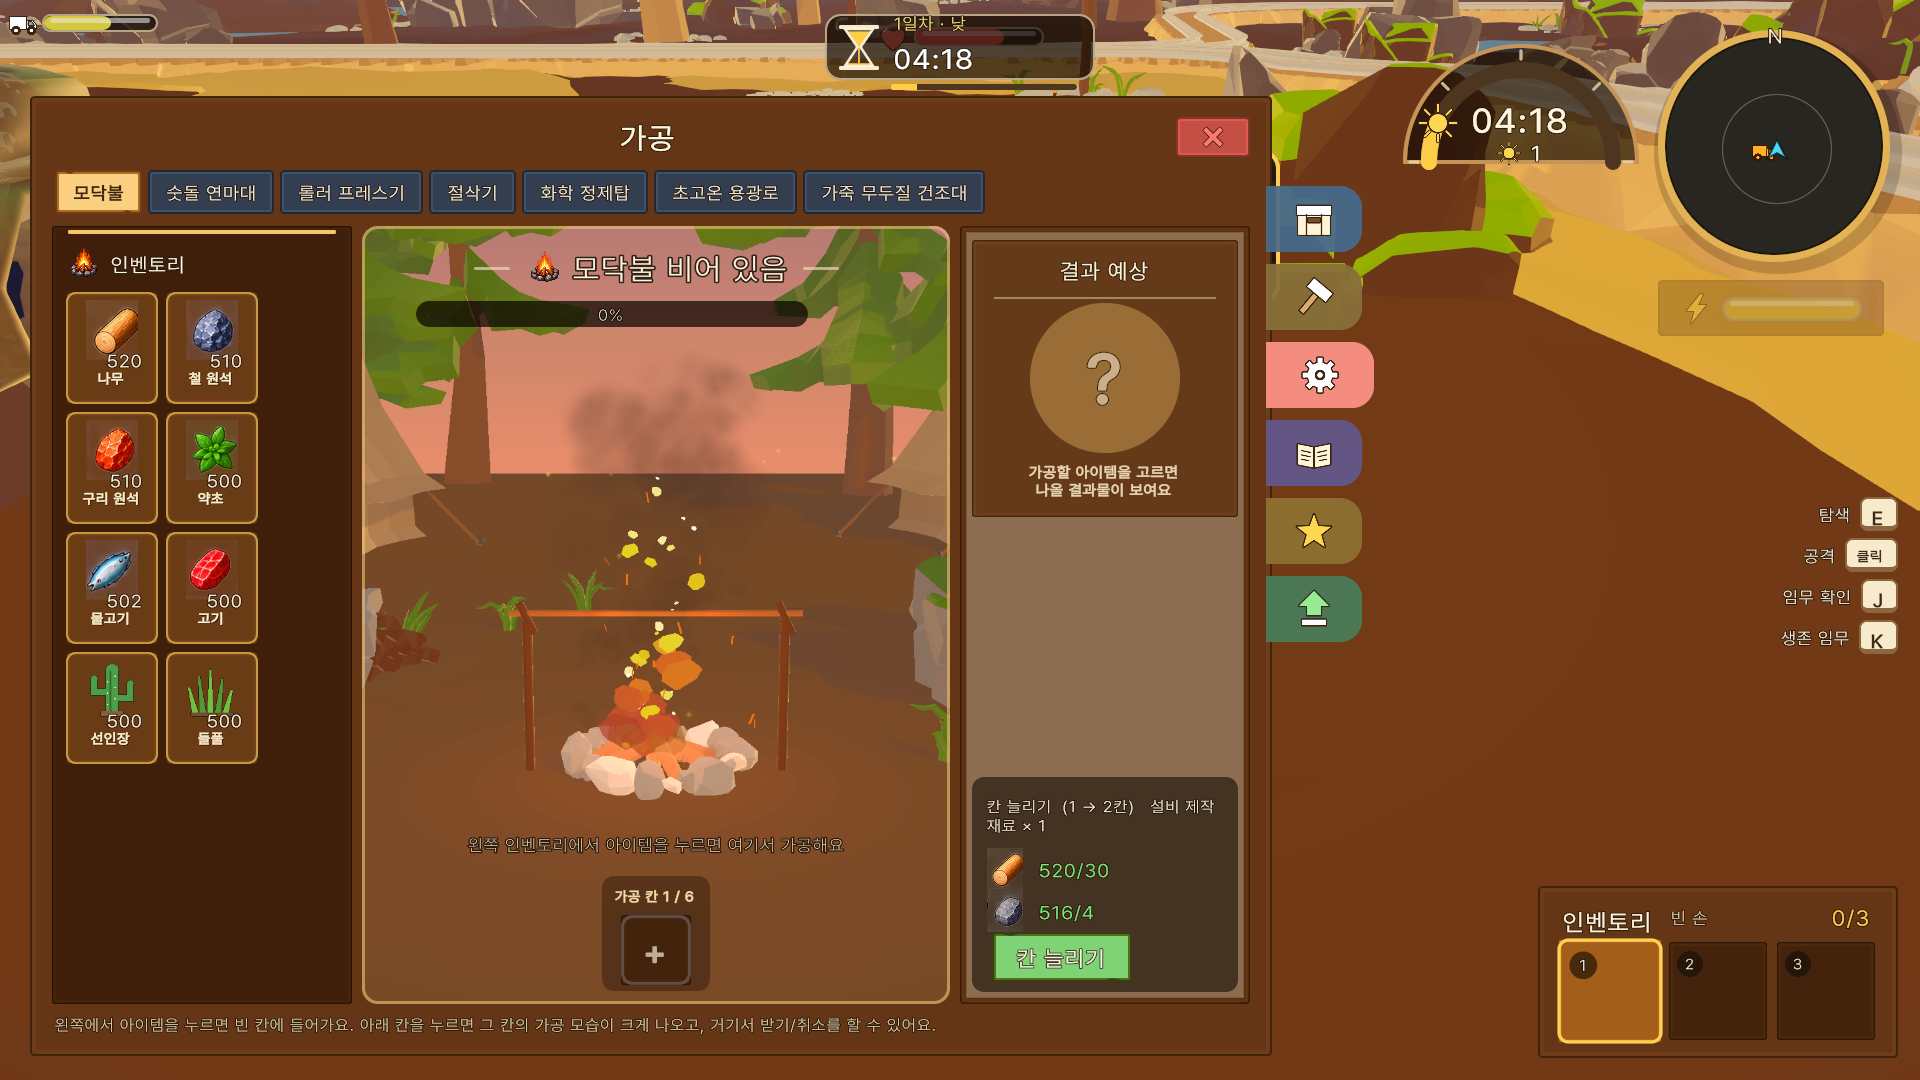 1일차 · 낮
04:18
N
04:18
1
가공
모닥불
숫돌 연마대
롤러 프레스기
절삭기
화학 정제탑
초고온 용광로
가죽 무두질 건조대
인벤토리
520
나무
510
철 원석
510
구리 원석
500
약초
502
물고기
500
고기
500
선인장
500
들풀
모닥불 비어 있음
0%
왼쪽 인벤토리에서 아이템을 누르면 여기서 가공해요
가공 칸 1 / 6
+
결과 예상
?
가공할 아이템을 고르면
나올 결과물이 보여요
칸 늘리기 (1 → 2칸) 설비 제작
재료 × 1
520/30
516/4
칸 늘리기
왼쪽에서 아이템을 누르면 빈 칸에 들어가요. 아래 칸을 누르면 그 칸의 가공 모습이 크게 나오고, 거기서 받기/취소를 할 수 있어요.
탐색 E
공격 클릭
임무 확인 J
생존 임무 K
인벤토리 빈 손 0/3
1
2
3